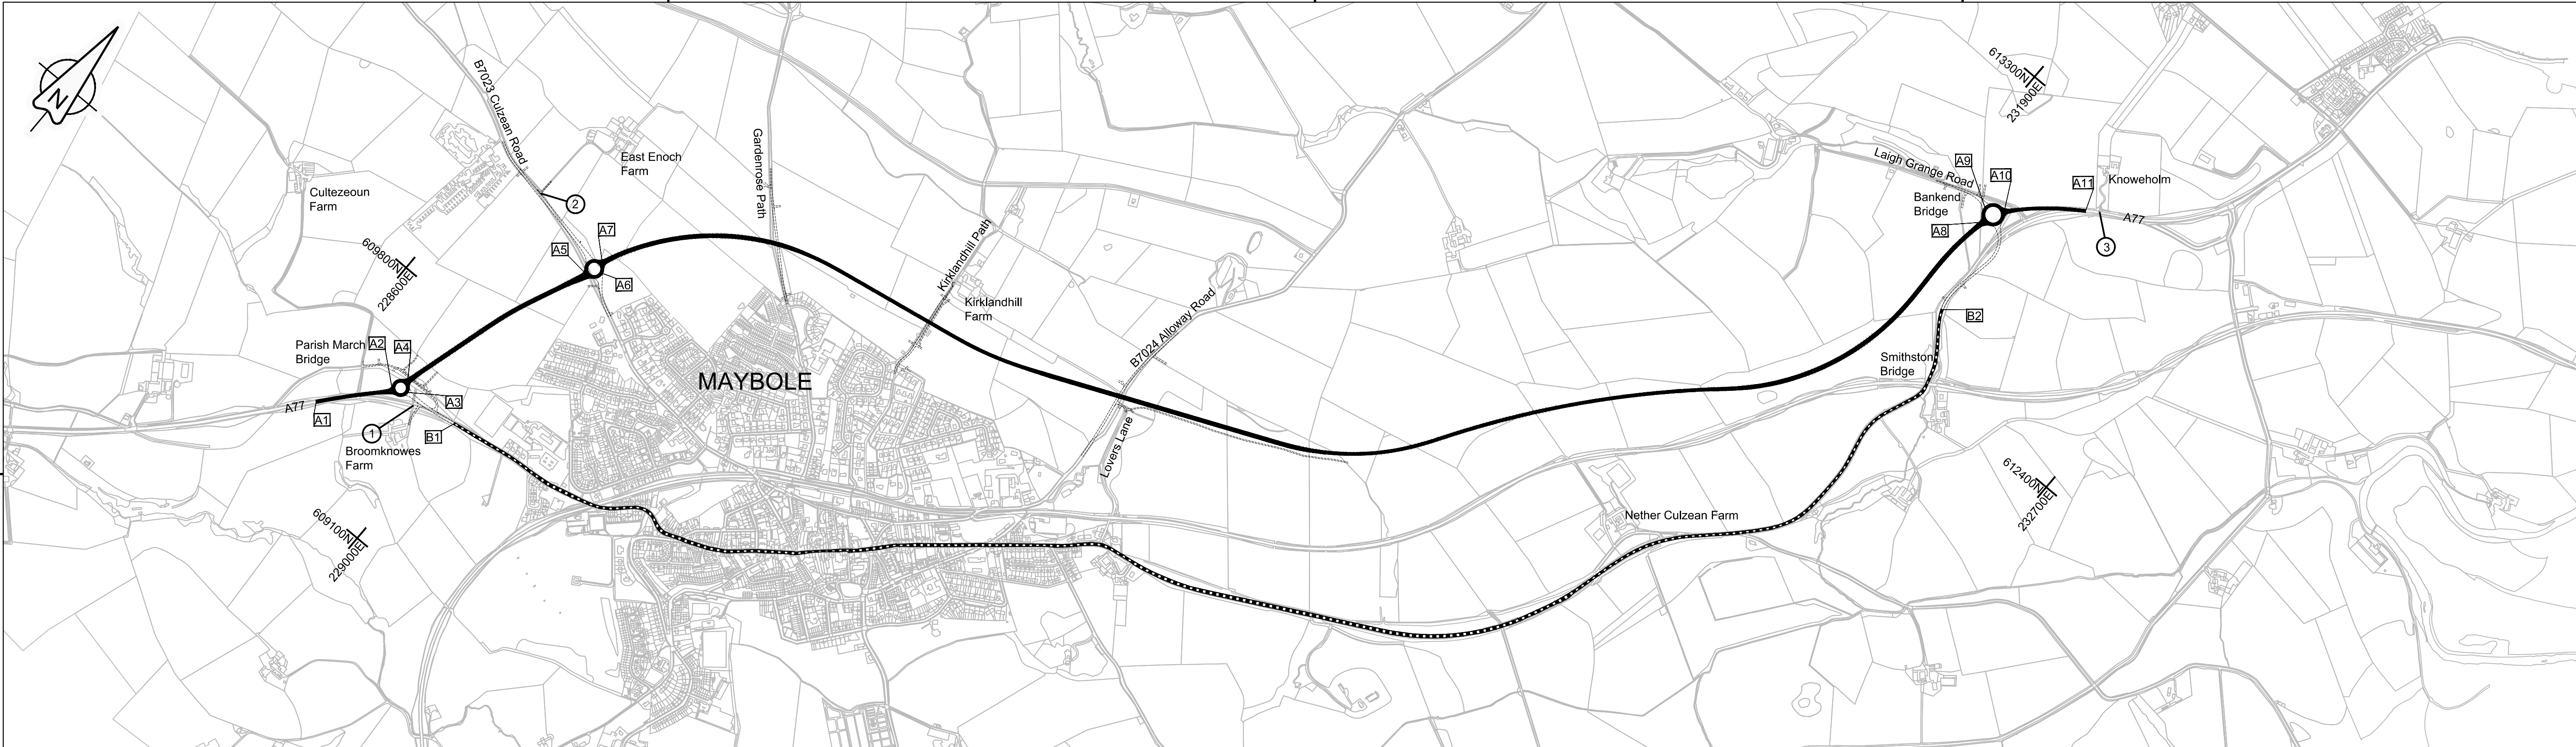 N
B7023 Culzean Road
East Enoch
Farm
2
Cultezeoun
Farm
Gardenrose Path
609800N
228600E
A7
A5
A6
Kirklandhill Path
Kirklandhill
Farm
Parish March
Bridge
A2
A4
A77
A1
A3
1
B1
Broomknowes
Farm
MAYBOLE
B7024 Alloway Road
Lovers Lane
609100N
229000E
613300N
231900E
Laigh Grange Road
A9
A10
A11
Knoweholm
Bankend
Bridge
A8
A77
3
B2
Smithston
Bridge
Nether Culzean Farm
612400N
232700E